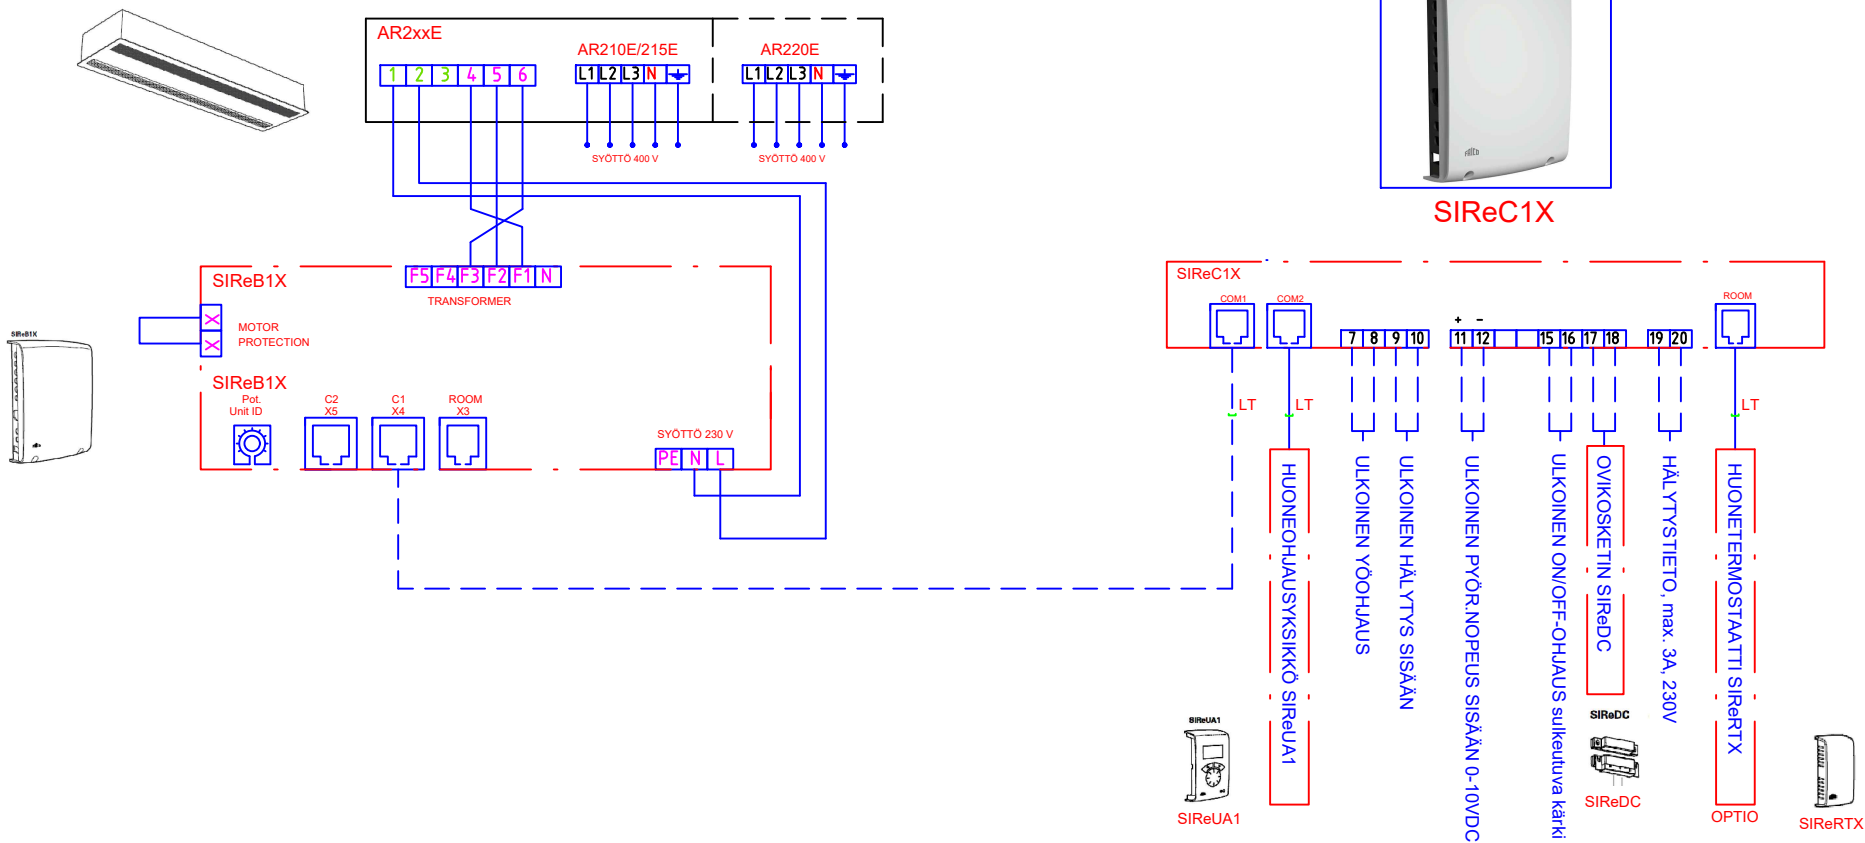 AR2xxE
AR210E/215E
AR220E
1 2 3 4 5 6
L1 L2 L3 N
L1 L2 L3 N
SYÖTTÖ 400 V
SYÖTTÖ 400 V
FRICO
SIReC1X
SIReB1X
F5 F4 F3 F2 F1 N
TRANSFORMER
X
X
MOTOR
PROTECTION
SIReB1X
SIReB1X
Pot.
Unit ID
C2
X5
C1
X4
ROOM
X3
SYÖTTÖ 230 V
PE N L
SIReC1X
COM1
COM2
ROOM
+ -
7 8 9 10
11 12 15 16 17 18
19 20
LT
LT
LT
HUONEOHJAUSYKSIKKÖ SIReUA1
ULKOINEN YÖOHJAUS
ULKOINEN HÄLYTYS SISÄÄN
ULKOINEN PYÖR.NOPEUS SISÄÄN 0-10VDC
ULKOINEN ON/OFF-OHJAUS sulkeutuva kärki
OVIKOSKETIN SIReDC
HÄLYTYSTIETO, max. 3A, 230V
HUONETERMOSTAATTI SIReRTX
SIReUA1
SIReUA1
SIReDC
SIReDC
OPTIO
SIReRTX